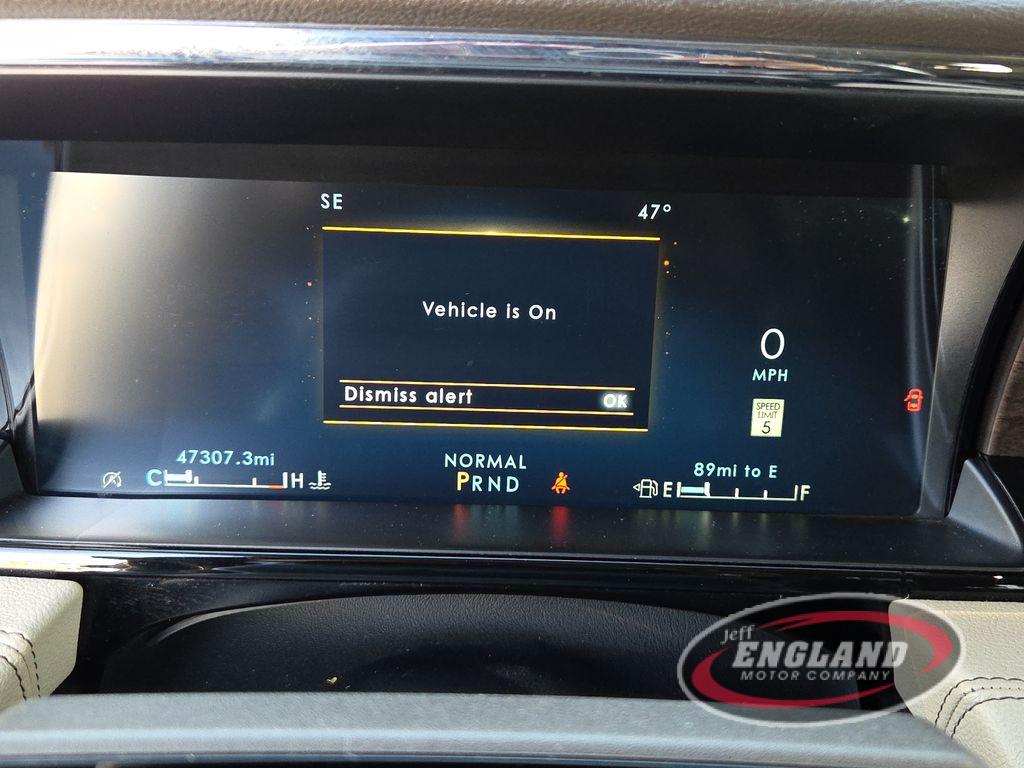 SE
47°
Vehicle is On
0
MPH
Dismiss alert
OK
SPEED
LIMIT
5
47307.3mi
NORMAL
89mi to E
C
H
PRND
E
F
Jeff
ENGLAND
MOTOR COMPANY